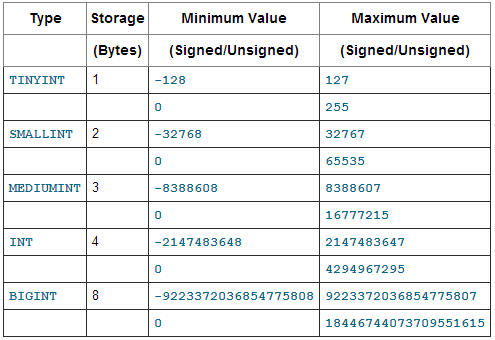 Type Storage Minimum Value Maximum Value
(Bytes) (Signed/Unsigned) (Signed/Unsigned)
TINYINT 1 -128 127
0 255
SMALLINT 2 -32768 32767
0 65535
MEDIUMINT 3 -8388608 8388607
0 16777215
INT 4 -2147483648 2147483647
0 4294967295
BIGINT 8 -9223372036854775808 9223372036854775807
0 18446744073709551615